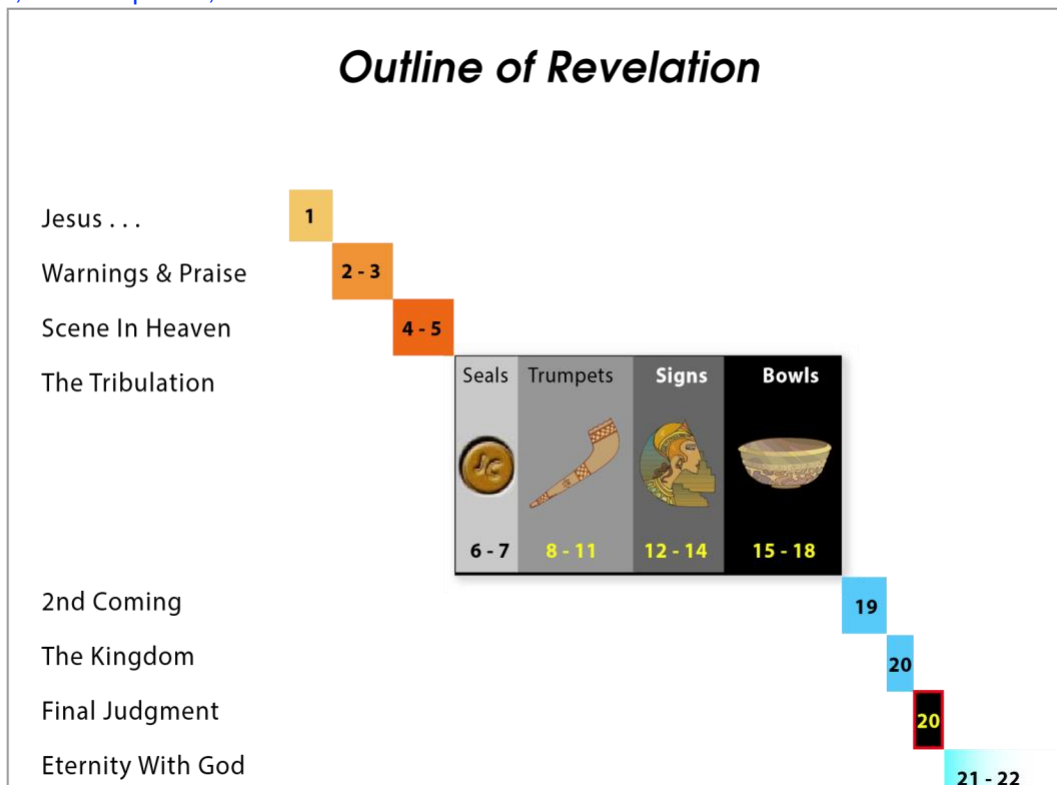 Outline of Revelation
Jesus . . .
1
Warnings & Praise
2 - 3
Scene In Heaven
4 - 5
The Tribulation
Seals Trumpets Signs Bowls
6 - 7 8 - 11 12 - 14 15 - 18
2nd Coming
19
The Kingdom
20
Final Judgment
20
Eternity With God
21 - 22